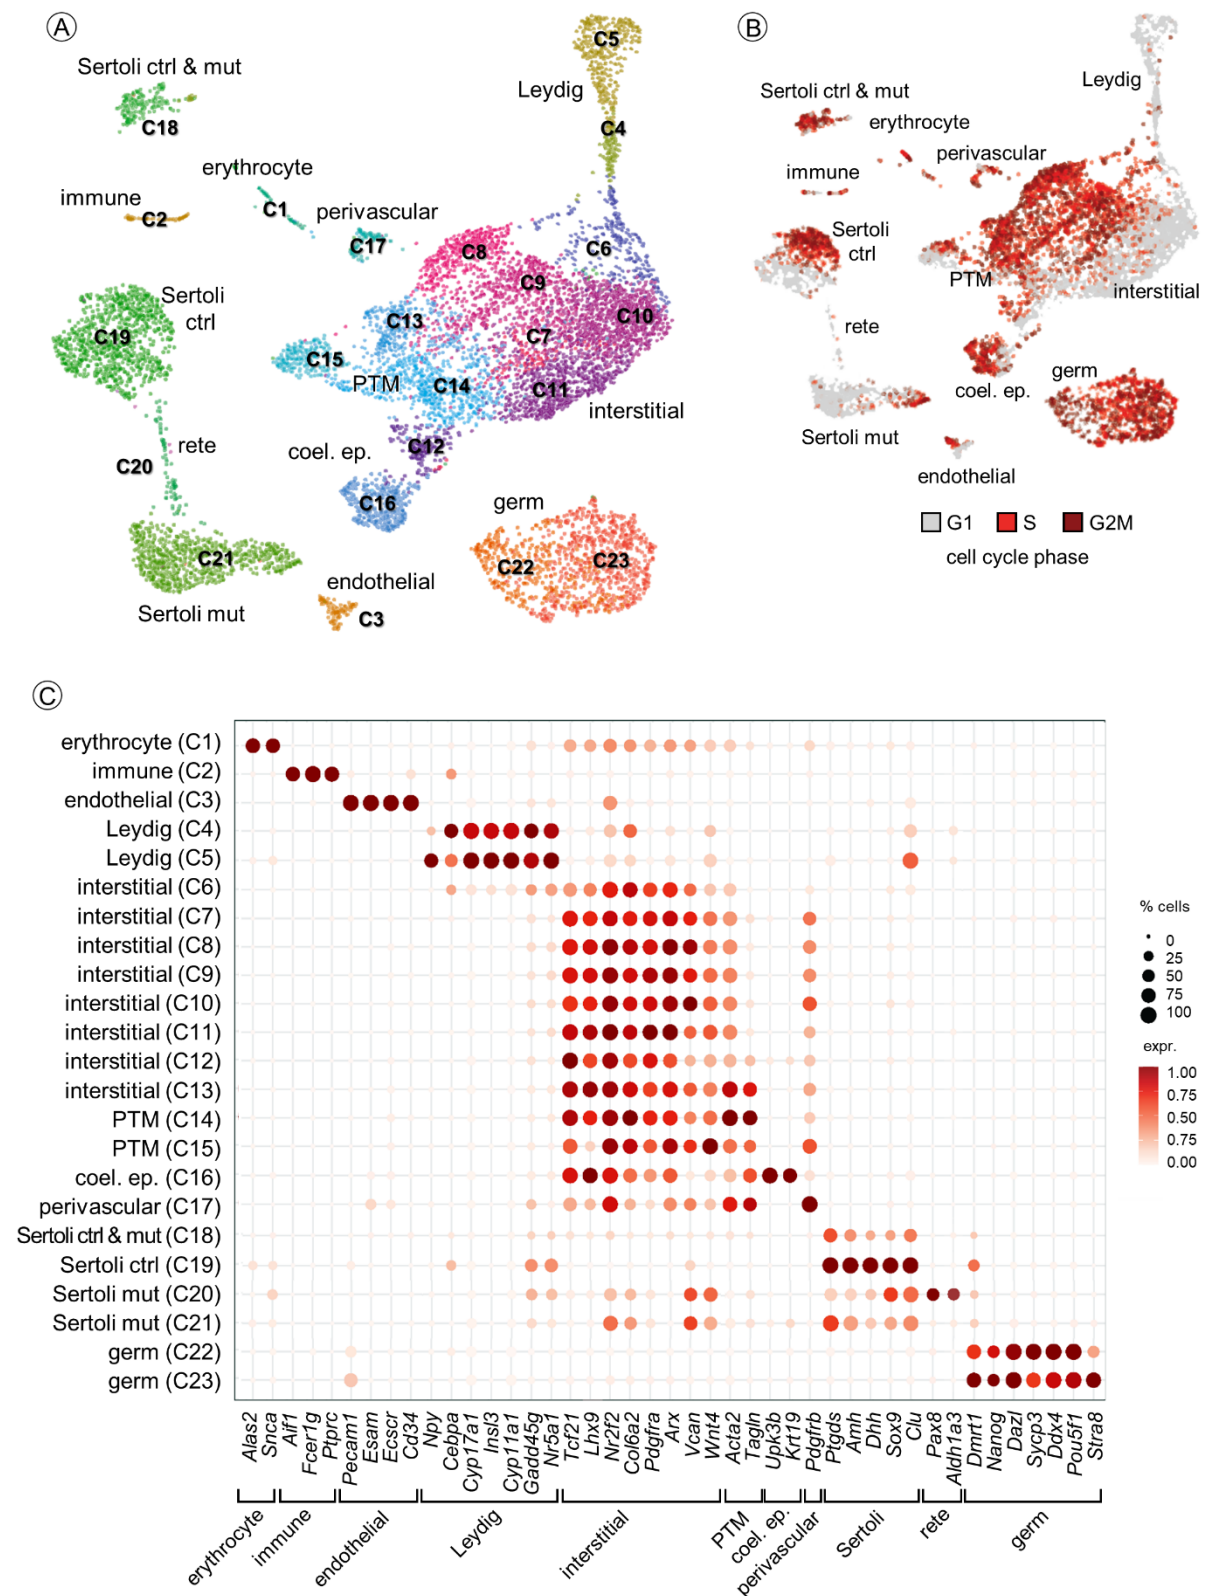 A
Sertoli ctrl & mut
C18
immune
C2
erythrocyte
C1
perivascular
C17
Leydig
C5
C4
C6
C8
C9
C10
C7
C13
C15
PTM
C14
C11
interstitial
Sertoli
ctrl
C19
C12
coel. ep.
C16
C20
rete
C21
Sertoli mut
germ
C22
C23
endothelial
C3
B
Leydig
Sertoli ctrl & mut
erythrocyte
perivascular
immune
Sertoli
ctrl
PTM
interstitial
rete
coel. ep.
germ
Sertoli mut
endothelial
G1 S G2M
cell cycle phase
C
erythrocyte (C1)
immune (C2)
endothelial (C3)
Leydig (C4)
Leydig (C5)
interstitial (C6)
interstitial (C7)
interstitial (C8)
interstitial (C9)
interstitial (C10)
interstitial (C11)
interstitial (C12)
interstitial (C13)
PTM (C14)
PTM (C15)
coel. ep. (C16)
perivascular (C17)
Sertoli ctrl & mut (C18)
Sertoli ctrl (C19)
Sertoli mut (C20)
Sertoli mut (C21)
germ (C22)
germ (C23)
% cells
0
25
50
75
100
expr.
1.00
0.75
0.50
0.75
0.00
Alas2
Snca
Aif1
Fcer1g
Ptprc
Pecam1
Esam
Ecscr
Cd34
Npy
Cebpa
Cyp17a1
Insl3
Cyp11a1
Gadd45g
Nr5a1
Tcf21
Lhx9
Nr2f2
Col6a2
Pdgfra
Arx
Vcan
Wnt4
Acta2
Tagln
Upk3b
Krt19
Pdgfrb
Ptgds
Amh
Dhh
Sox9
Clu
Pax8
Aldh1a3
Dmrt1
Nanog
Dazl
Sycp3
Ddx4
Pou5f1
Stra8
erythrocyte
immune
endothelial
Leydig
interstitial
PTM
coel. ep.
perivascular
Sertoli
rete
germ